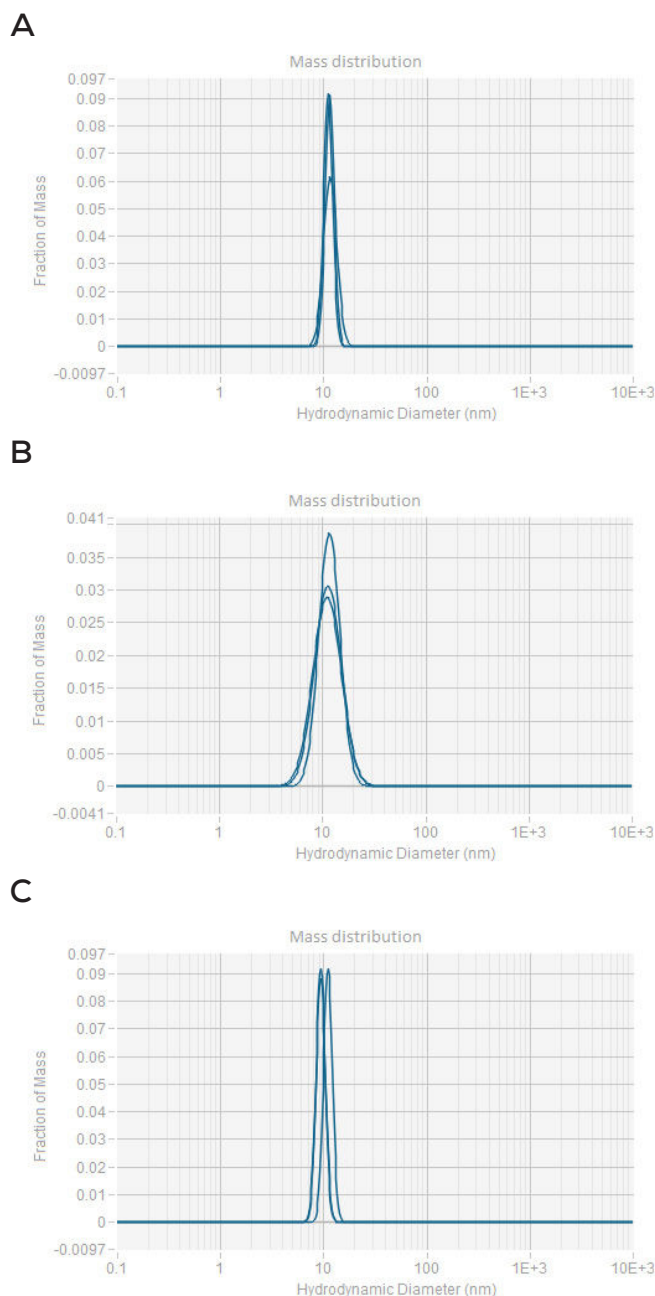 A
Mass distribution
0.097
0.09
0.08
0.07
0.06
0.05
0.04
0.03
0.02
0.01
0
-0.0097
Fraction of Mass
0.1 1 10 100 1E+3 10E+3
Hydrodynamic Diameter (nm)
B
Mass distribution
0.041
0.035
0.03
0.025
0.02
0.015
0.01
0.005
0
-0.0041
Fraction of Mass
0.1 1 10 100 1E+3 10E+3
Hydrodynamic Diameter (nm)
C
Mass distribution
0.097
0.09
0.08
0.07
0.06
0.05
0.04
0.03
0.02
0.01
0
-0.0097
Fraction of Mass
0.1 1 10 100 1E+3 10E+3
Hydrodynamic Diameter (nm)